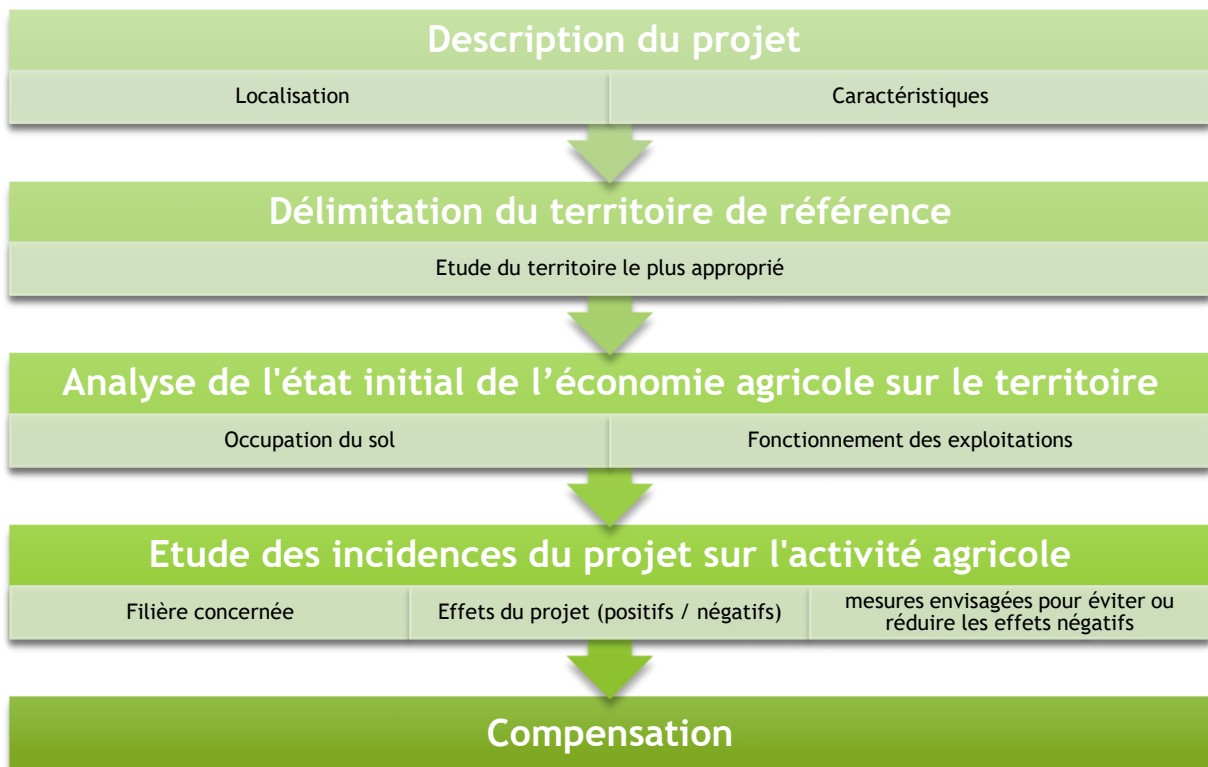 Description du projet
Localisation
Caractéristiques
Délimitation du territoire de référence
Etude du territoire le plus approprié
Analyse de l'état initial de l’économie agricole sur le territoire
Occupation du sol
Fonctionnement des exploitations
Etude des incidences du projet sur l'activité agricole
Filière concernée
Effets du projet (positifs / négatifs)
mesures envisagées pour éviter ou
réduire les effets négatifs
Compensation